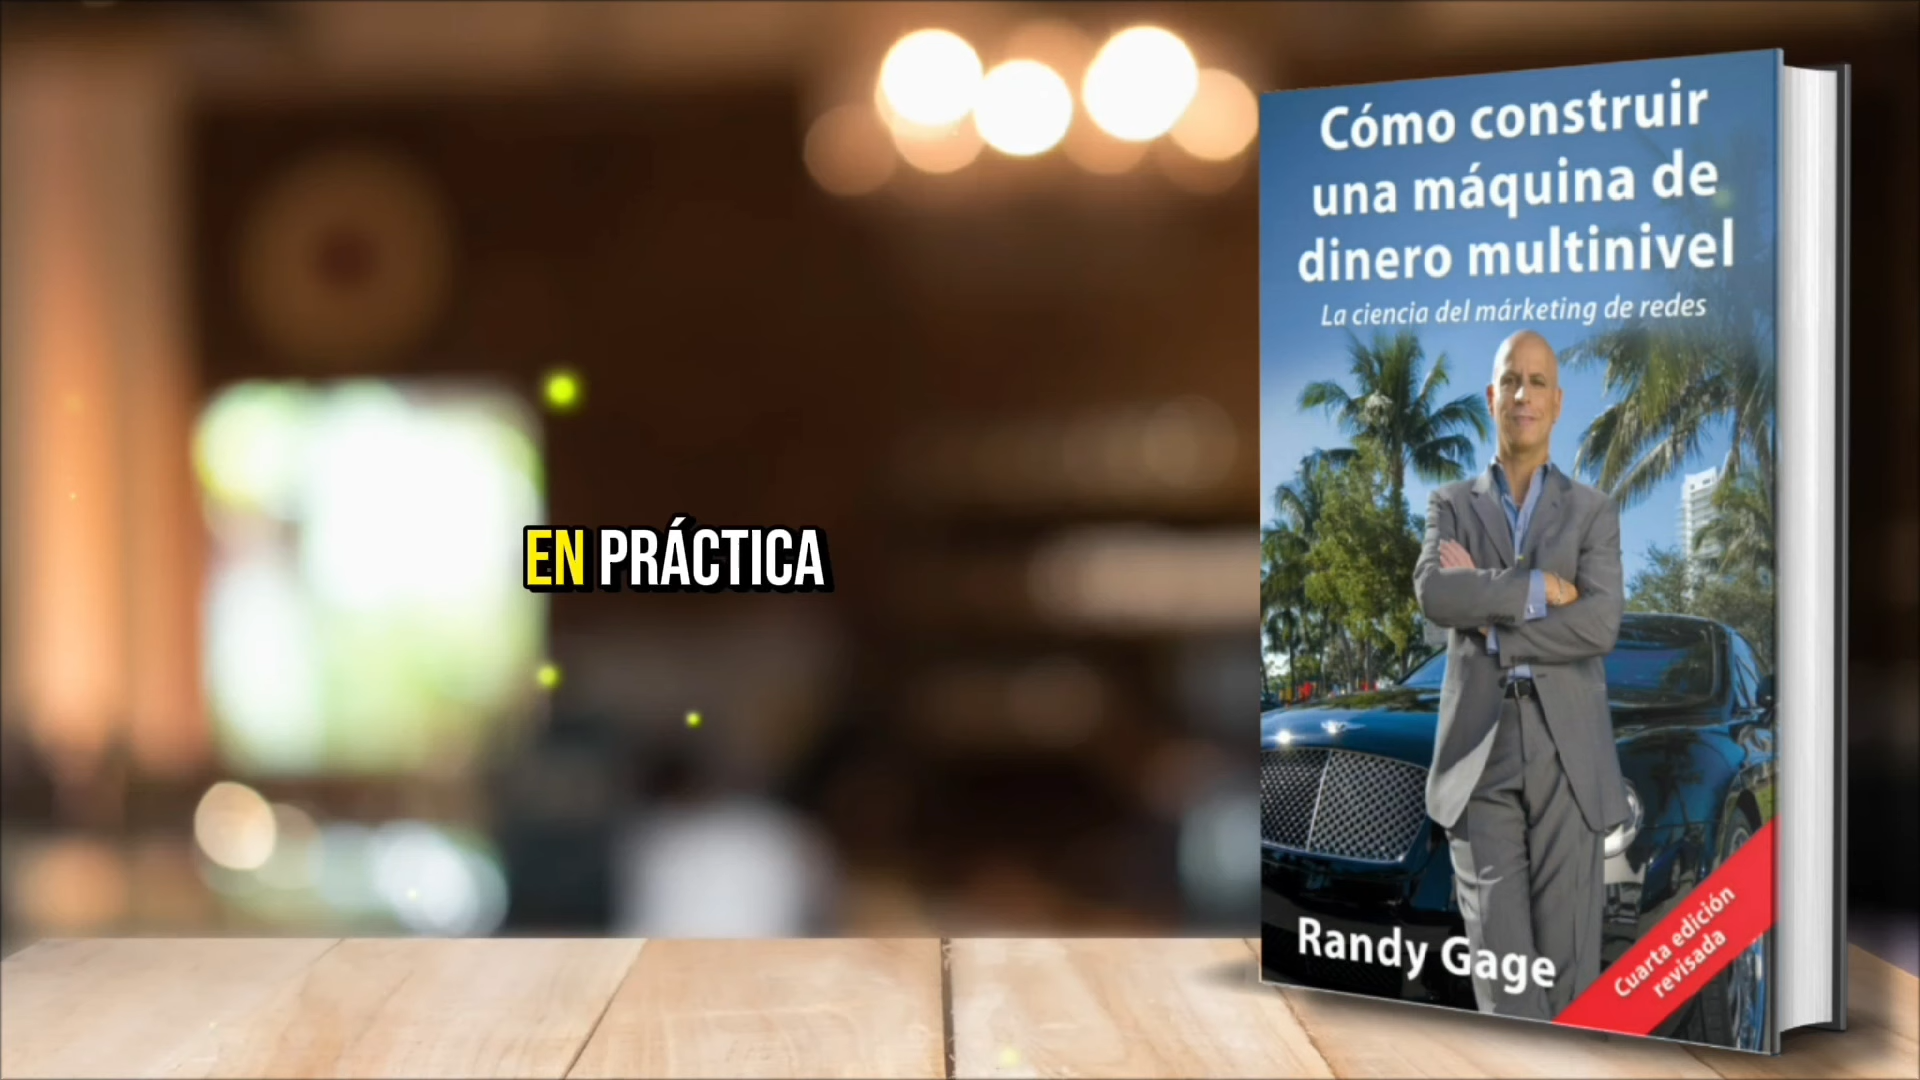 EN PRÁCTICA
Cómo construir
una máquina de
dinero multinivel
La ciencia del márketing de redes
Randy Gage
Cuarta edición
revisada